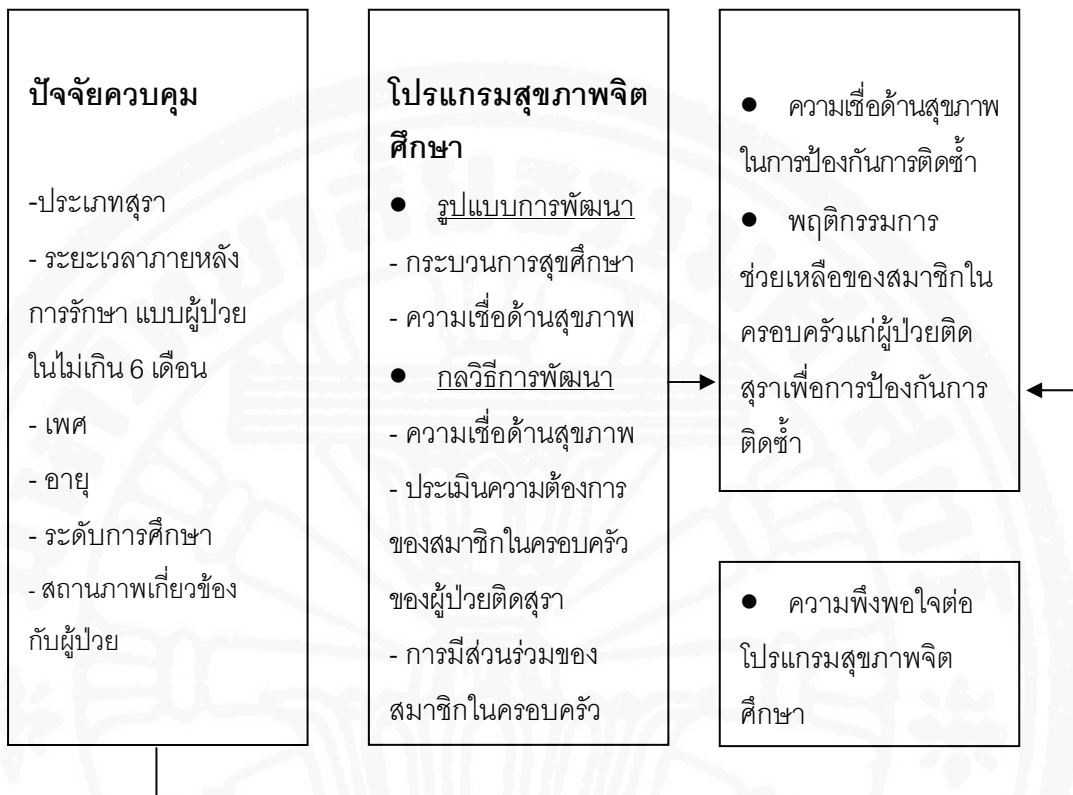 ปัจจัยควบคุม
-ประเภทสุรา
- ระยะเวลาภายหลัง
การรักษา แบบผู้ป่วย
ในไม่เกิน 6 เดือน
- เพศ
- อายุ
- ระดับการศึกษา
- สถานภาพเกี่ยวข้อง
กับผู้ป่วย
โปรแกรมสุขภาพจิต
ศึกษา
● รูปแบบการพัฒนา
- กระบวนการสุขศึกษา
- ความเชื่อด้านสุขภาพ
● กลวิธีการพัฒนา
- ความเชื่อด้านสุขภาพ
- ประเมินความต้องการ
ของสมาชิกในครอบครัว
ของผู้ป่วยติดสุรา
- การมีส่วนร่วมของ
สมาชิกในครอบครัว
● ความเชื่อด้านสุขภาพ
ในการป้องกันการติดซ้ำ
● พฤติกรรมการ
ช่วยเหลือของสมาชิกใน
ครอบครัวแก่ผู้ป่วยติด
สุราเพื่อการป้องกันการ
ติดซ้ำ
● ความพึงพอใจต่อ
โปรแกรมสุขภาพจิต
ศึกษา